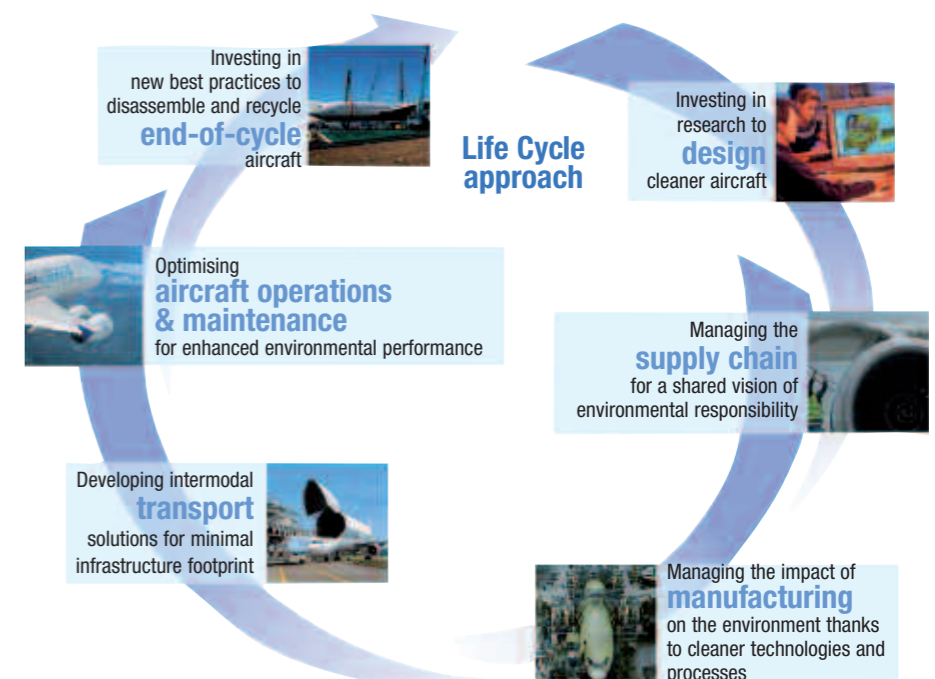 Life Cycle
approach
Investing in
research to
design
cleaner aircraft
Managing the
supply chain
for a shared vision of
environmental responsibility
Managing the impact of
manufacturing
on the environment thanks
to cleaner technologies and
processes
Developing intermodal
transport
solutions for minimal
infrastructure footprint
Optimising
aircraft operations
& maintenance
for enhanced environmental performance
Investing in
new best practices to
disassemble and recycle
end-of-cycle
aircraft